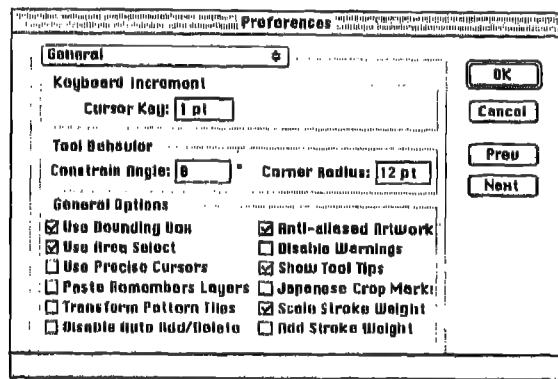 Preferences
General
OK
Keyboard Increment
Cursor Key: 1 pt
Cancel
Tool Behavior
Prev
Constrain Angle: 0 ° Corner Radius: 12 pt
Next
General Options
Use Bounding Box Anti-aliased Artwork
Use Area Select Disable Warnings
Use Precise Cursors Show Tool Tips
Paste Remembers Layers Japanese Crop Marks
Transform Pattern Tiles Scale Stroke Weight
Disable Auto Add/Delete Add Stroke Weight